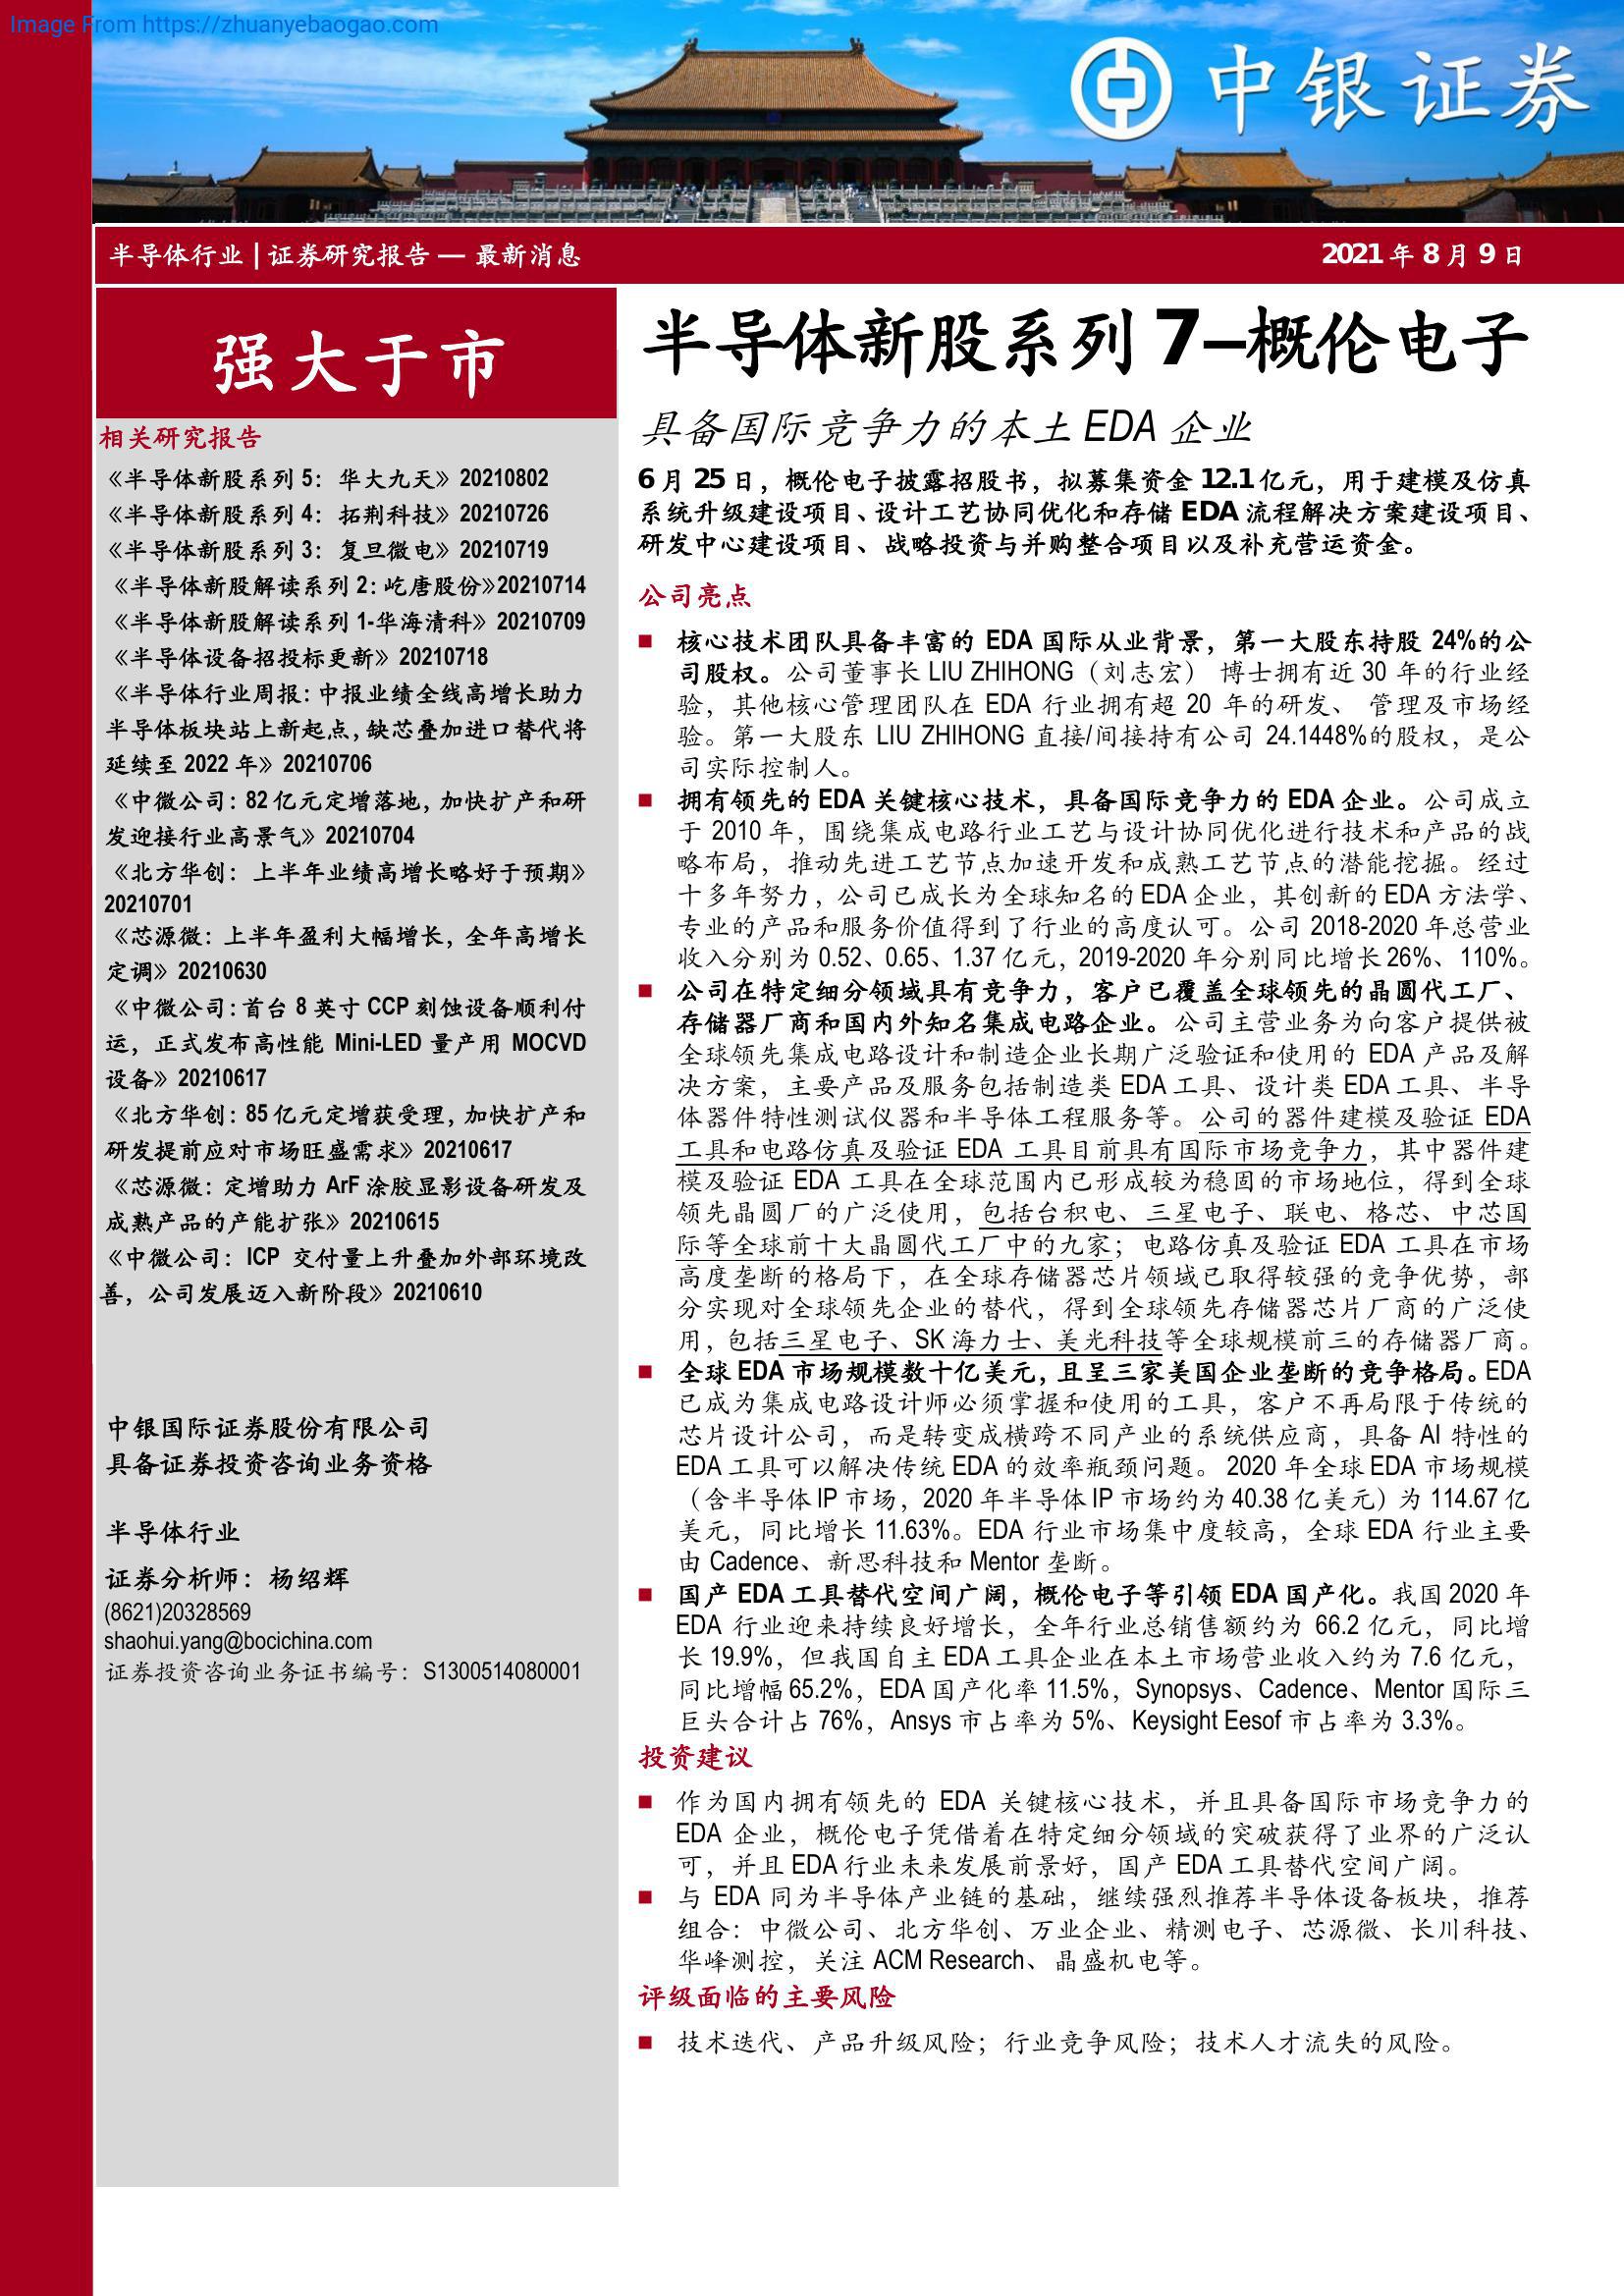 Image From https://zhuanyebaogao.com
中银证券
半导体行业 | 证券研究报告 — 最新消息
2021 年 8 月 9 日
强大于市
相关研究报告
《半导体新股系列 5：华大九天》20210802
《半导体新股系列 4：拓荆科技》20210726
《半导体新股系列 3：复旦微电》20210719
《半导体新股解读系列 2：屹唐股份》20210714
《半导体新股解读系列 1-华海清科》20210709
《半导体设备招投标更新》20210718
《半导体行业周报：中报业绩全线高增长助力
半导体板块站上新起点，缺芯叠加进口替代将
延续至 2022 年》20210706
《中微公司：82 亿元定增落地，加快扩产和研
发迎接行业高景气》20210704
《北方华创：上半年业绩高增长略好于预期》
20210701
《芯源微：上半年盈利大幅增长，全年高增长
定调》20210630
《中微公司：首台 8 英寸 CCP 刻蚀设备顺利付
运，正式发布高性能 Mini-LED 量产用 MOCVD
设备》20210617
《北方华创：85 亿元定增获受理，加快扩产和
研发提前应对市场旺盛需求》20210617
《芯源微：定增助力 ArF 涂胶显影设备研发及
成熟产品的产能扩张》20210615
《中微公司：ICP 交付量上升叠加外部环境改
善，公司发展迈入新阶段》20210610
中银国际证券股份有限公司
具备证券投资咨询业务资格
半导体行业
证券分析师：杨绍辉
(8621)20328569
shaohui.yang@bocichina.com
证券投资咨询业务证书编号：S1300514080001
半导体新股系列 7–概伦电子
具备国际竞争力的本土 EDA 企业
6 月 25 日，概伦电子披露招股书，拟募集资金 12.1 亿元，用于建模及仿真
系统升级建设项目、设计工艺协同优化和存储 EDA 流程解决方案建设项目、
研发中心建设项目、战略投资与并购整合项目以及补充营运资金。
公司亮点
■ 核心技术团队具备丰富的 EDA 国际从业背景，第一大股东持股 24%的公
司股权。公司董事长 LIU ZHIHONG（刘志宏） 博士拥有近 30 年的行业经
验，其他核心管理团队在 EDA 行业拥有超 20 年的研发、 管理及市场经
验。第一大股东 LIU ZHIHONG 直接/间接持有公司 24.1448%的股权，是公
司实际控制人。
■ 拥有领先的 EDA 关键核心技术，具备国际竞争力的 EDA 企业。公司成立
于 2010 年，围绕集成电路行业工艺与设计协同优化进行技术和产品的战
略布局，推动先进工艺节点加速开发和成熟工艺节点的潜能挖掘。经过
十多年努力，公司已成长为全球知名的 EDA 企业，其创新的 EDA 方法学、
专业的产品和服务价值得到了行业的高度认可。公司 2018-2020 年总营业
收入分别为 0.52、0.65、1.37 亿元，2019-2020 年分别同比增长 26%、110%。
■ 公司在特定细分领域具有竞争力，客户已覆盖全球领先的晶圆代工厂、
存储器厂商和国内外知名集成电路企业。公司主营业务为向客户提供被
全球领先集成电路设计和制造企业长期广泛验证和使用的 EDA 产品及解
决方案，主要产品及服务包括制造类 EDA 工具、设计类 EDA 工具、半导
体器件特性测试仪器和半导体工程服务等。公司的器件建模及验证 EDA
工具和电路仿真及验证 EDA 工具目前具有国际市场竞争力，其中器件建
模及验证 EDA 工具在全球范围内已形成较为稳固的市场地位，得到全球
领先晶圆厂的广泛使用，包括台积电、三星电子、联电、格芯、中芯国
际等全球前十大晶圆代工厂中的九家；电路仿真及验证 EDA 工具在市场
高度垄断的格局下，在全球存储器芯片领域已取得较强的竞争优势，部
分实现对全球领先企业的替代，得到全球领先存储器芯片厂商的广泛使
用，包括三星电子、SK 海力士、美光科技等全球规模前三的存储器厂商。
■ 全球 EDA 市场规模数十亿美元，且呈三家美国企业垄断的竞争格局。EDA
已成为集成电路设计师必须掌握和使用的工具，客户不再局限于传统的
芯片设计公司，而是转变成横跨不同产业的系统供应商，具备 AI 特性的
EDA 工具可以解决传统 EDA 的效率瓶颈问题。 2020 年全球 EDA 市场规模
（含半导体 IP 市场，2020 年半导体 IP 市场约为 40.38 亿美元）为 114.67 亿
美元，同比增长 11.63%。EDA 行业市场集中度较高，全球 EDA 行业主要
由 Cadence、新思科技和 Mentor 垄断。
■ 国产 EDA 工具替代空间广阔，概伦电子等引领 EDA 国产化。我国 2020 年
EDA 行业迎来持续良好增长，全年行业总销售额约为 66.2 亿元，同比增
长 19.9%，但我国自主 EDA 工具企业在本土市场营业收入约为 7.6 亿元，
同比增幅 65.2%，EDA 国产化率 11.5%，Synopsys、Cadence、Mentor 国际三
巨头合计占 76%，Ansys 市占率为 5%、Keysight Eesof 市占率为 3.3%。
投资建议
■ 作为国内拥有领先的 EDA 关键核心技术，并且具备国际市场竞争力的
EDA 企业，概伦电子凭借着在特定细分领域的突破获得了业界的广泛认
可，并且 EDA 行业未来发展前景好，国产 EDA 工具替代空间广阔。
■ 与 EDA 同为半导体产业链的基础，继续强烈推荐半导体设备板块，推荐
组合：中微公司、北方华创、万业企业、精测电子、芯源微、长川科技、
华峰测控，关注 ACM Research、晶盛机电等。
评级面临的主要风险
■ 技术迭代、产品升级风险；行业竞争风险；技术人才流失的风险。